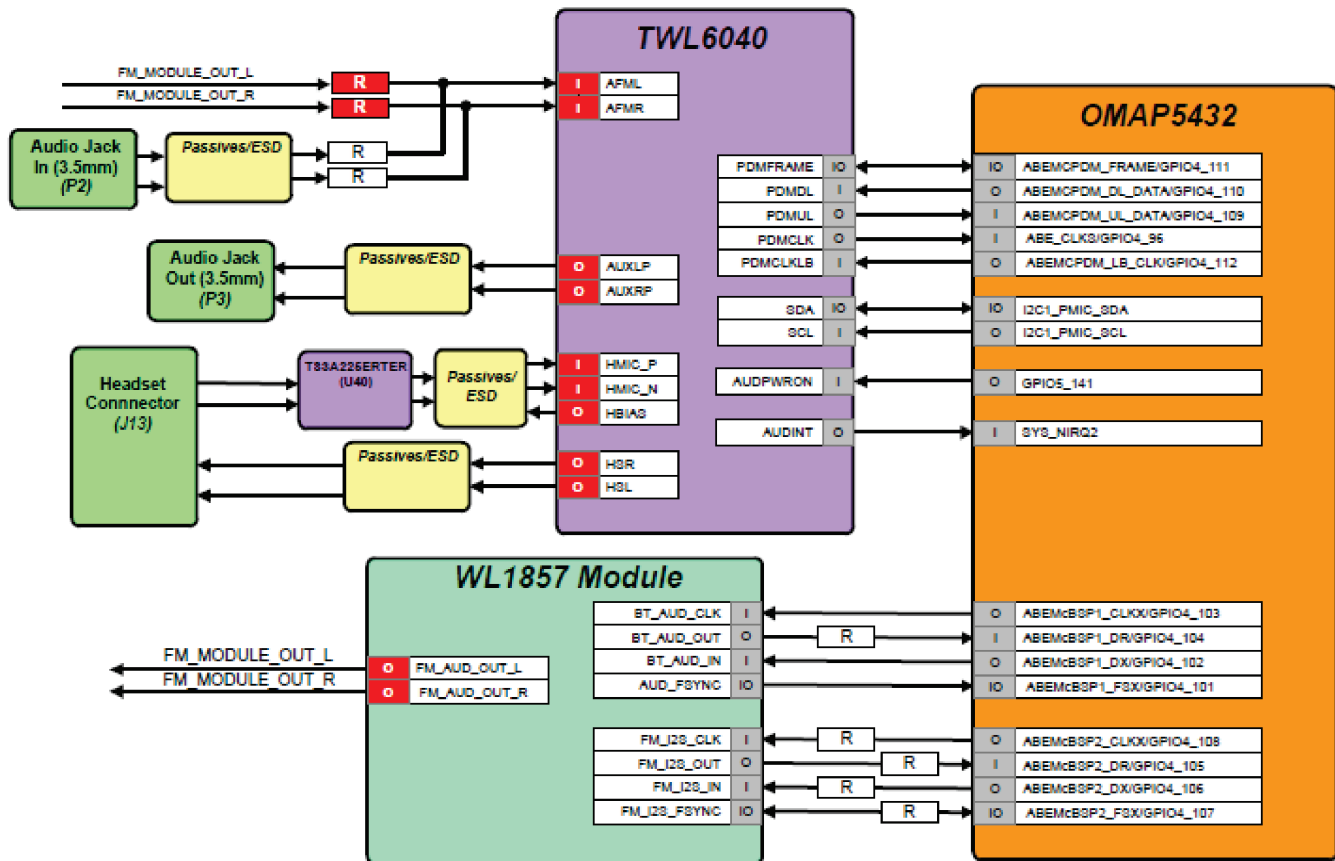 TWL6040
FM_MODULE_OUT_L
R
I AFML
FM_MODULE_OUT_R
R
I AFMR
OMAP5432
Audio Jack
In (3.5mm)
(P2)
Passives/ESD
R
R
PDMFRAME IO
IO ABEMCPDM_FRAME/GPIO4_111
PDMDL I
O ABEMCPDM_DL_DATA/GPIO4_110
PDMUL O
I ABEMCPDM_UL_DATA/GPIO4_109
PDMCLK O
I ABE_CLKS/GPIO4_96
PDMCLKLB I
O ABEMCPDM_LB_CLK/GPIO4_112
Audio Jack
Out (3.5mm)
(P3)
Passives/ESD
O AUXLP
O AUXRP
SDA IO
IO I2C1_PMIC_SDA
SCL I
O I2C1_PMIC_SCL
Headset
Connnector
(J13)
TS3A225ERTER
(U40)
Passives/
ESD
I HMIC_P
I HMIC_N
O HBIAS
AUDPWRON I
O GPIO5_141
AUDINT O
I SYS_NIRQ2
Passives/ESD
O HSR
O HSL
WL1857 Module
BT_AUD_CLK I
O ABEMcBSP1_CLKX/GPIO4_103
BT_AUD_OUT O
R
I ABEMcBSP1_DR/GPIO4_104
BT_AUD_IN I
O ABEMcBSP1_DX/GPIO4_102
AUD_FSYNC IO
IO ABEMcBSP1_FSX/GPIO4_101
FM_MODULE_OUT_L
O FM_AUD_OUT_L
FM_MODULE_OUT_R
O FM_AUD_OUT_R
FM_I2S_CLK I
R
O ABEMcBSP2_CLKX/GPIO4_108
FM_I2S_OUT O
R
I ABEMcBSP2_DR/GPIO4_105
FM_I2S_IN I
R
O ABEMcBSP2_DX/GPIO4_106
FM_I2S_FSYNC IO
R
IO ABEMcBSP2_FSX/GPIO4_107